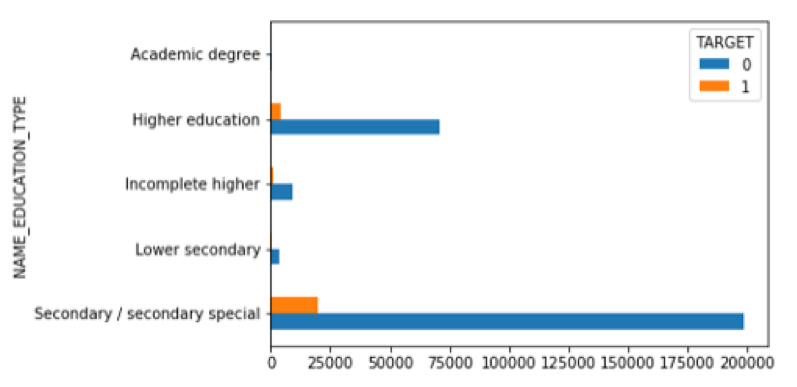 TARGET
0
1
NAME_EDUCATION_TYPE
Academic degree
Higher education
Incomplete higher
Lower secondary
Secondary / secondary special
0 25000 50000 75000 100000 125000 150000 175000 200000